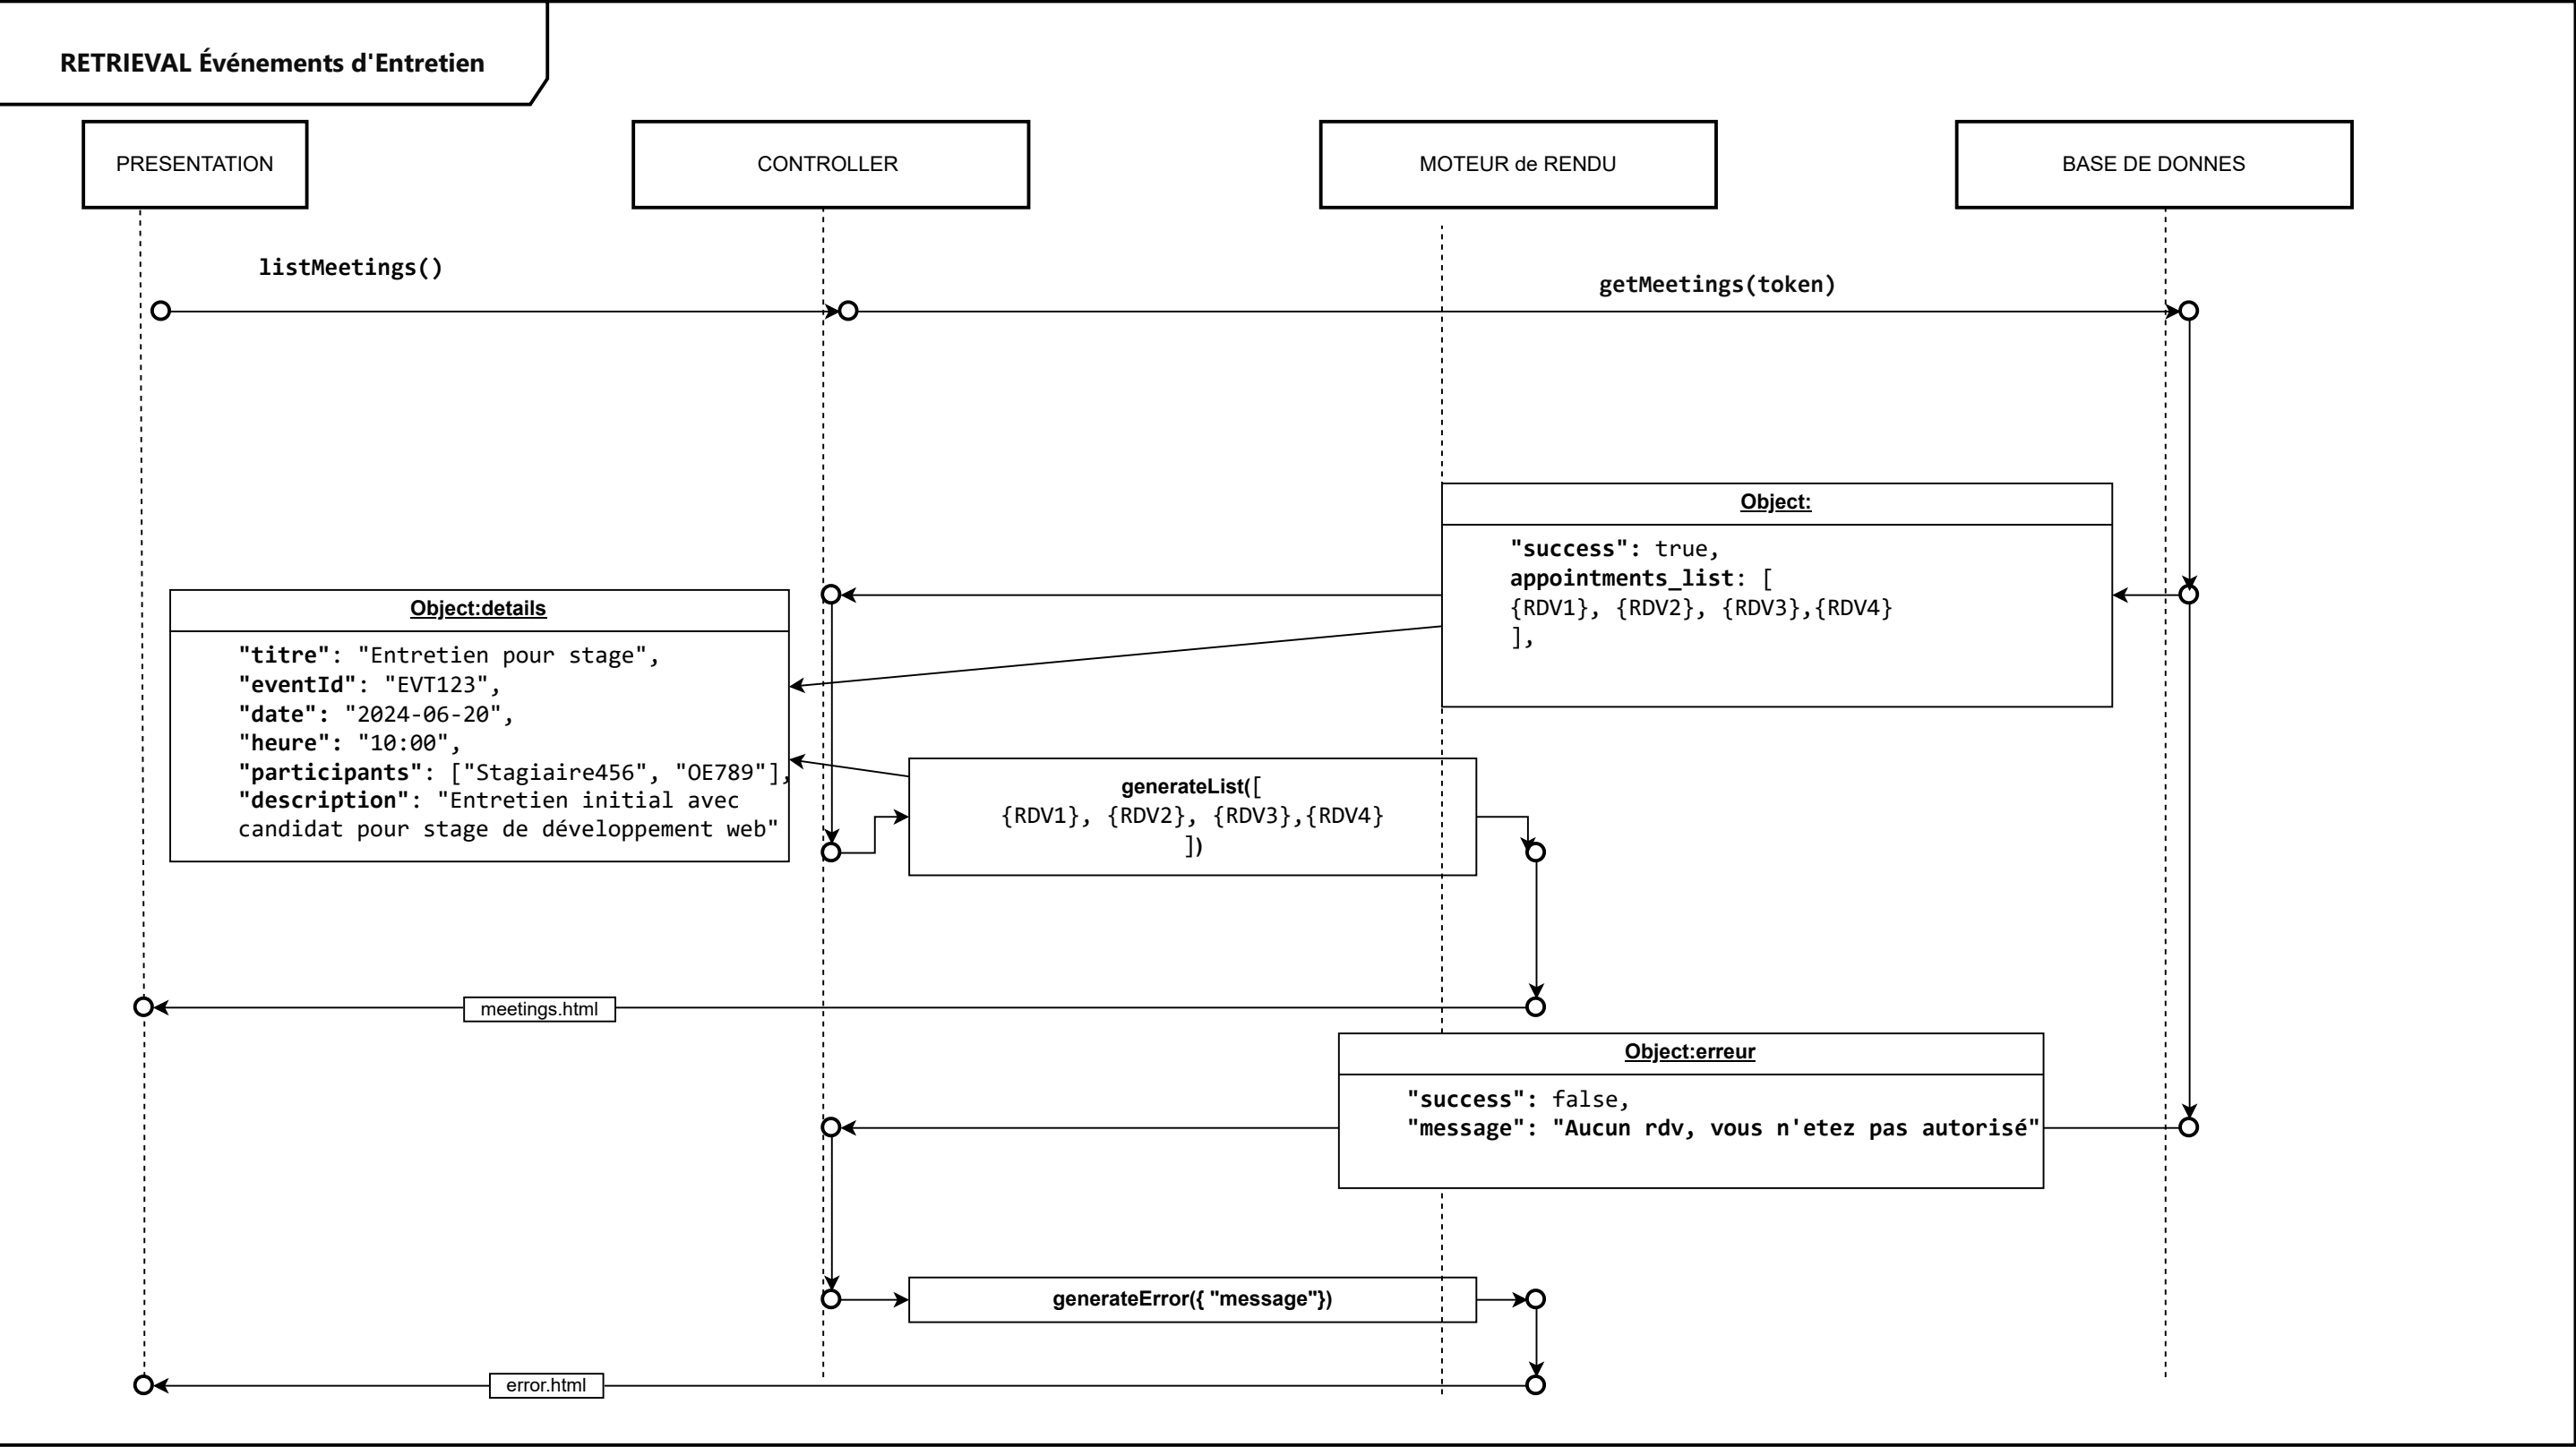 RETRIEVAL Événements d'Entretien
PRESENTATION
CONTROLLER
MOTEUR de RENDU
BASE DE DONNES
listMeetings()
getMeetings(token)
Object:
"success": true,
appointments_list: [
{RDV1}, {RDV2}, {RDV3},{RDV4}
],
Object:details
"titre": "Entretien pour stage",
"eventId": "EVT123",
"date": "2024-06-20",
"heure": "10:00",
"participants": ["Stagiaire456", "OE789"],
"description": "Entretien initial avec
candidat pour stage de développement web"
generateList([
{RDV1}, {RDV2}, {RDV3},{RDV4}
])
meetings.html
Object:erreur
"success": false,
"message": "Aucun rdv, vous n'etez pas autorisé"
generateError({ "message"})
error.html